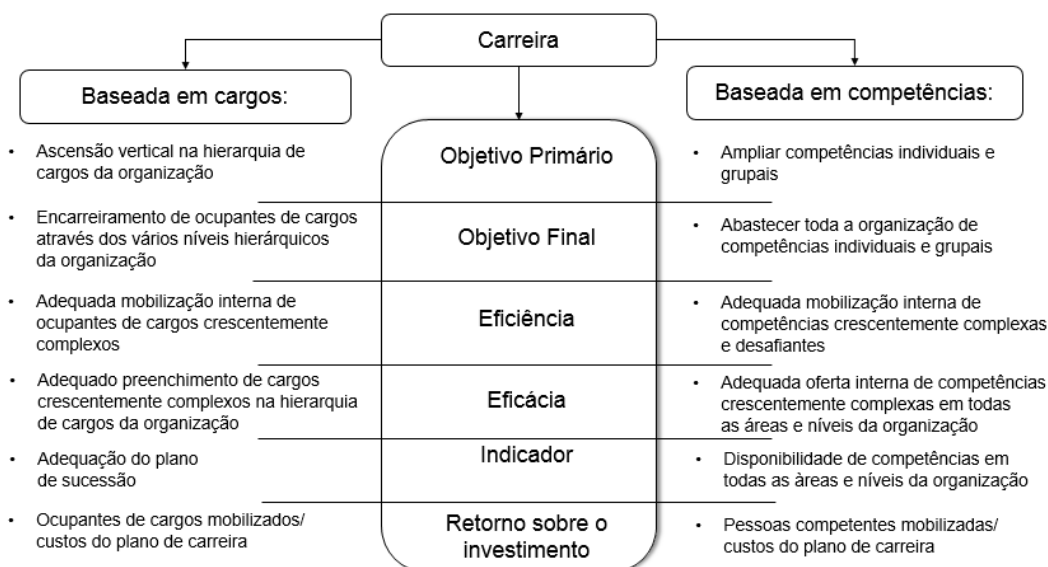 Carreira
Baseada em cargos:
Baseada em competências:
• Ascensão vertical na hierarquia de
cargos da organização
Objetivo Primário
• Ampliar competências individuais e
grupais
• Encarreiramento de ocupantes de cargos
através dos vários níveis hierárquicos
da organização
Objetivo Final
• Abastecer toda a organização de
competências individuais e grupais
• Adequada mobilização interna de
ocupantes de cargos crescentemente
complexos
Eficiência
• Adequada mobilização interna de
competências crescentemente complexas
e desafiantes
• Adequado preenchimento de cargos
crescentemente complexos na hierarquia
de cargos da organização
Eficácia
• Adequada oferta interna de competências
crescentemente complexas em todas
as áreas e níveis da organização
• Adequação do plano
de sucessão
Indicador
• Disponibilidade de competências em
todas as àreas e níveis da organização
• Ocupantes de cargos mobilizados/
custos do plano de carreira
Retorno sobre o
investimento
• Pessoas competentes mobilizadas/
custos do plano de carreira